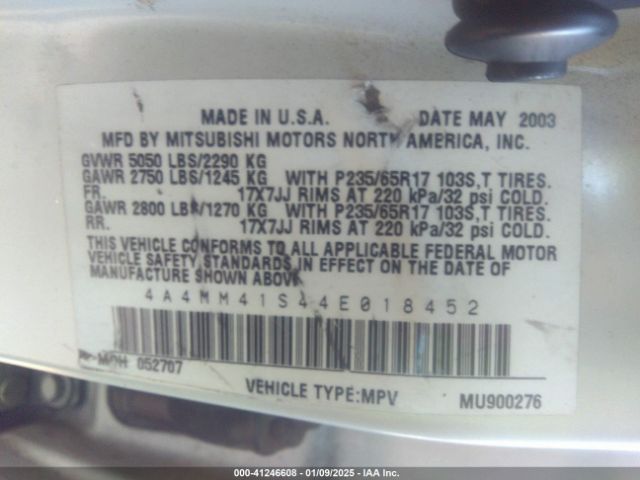 MADE IN U.S.A. DATE MAY 2003
MFD BY MITSUBISHI MOTORS NORTH AMERICA, INC.
GVWR 5050 LBS/2290 KG
GAWR 2750 LBS/1245 KG WITH P235/65R17 103S,T TIRES.
FR. 17X7JJ RIMS AT 220 kPa/32 psi COLD.
GAWR 2800 LBS/1270 KG WITH P235/65R17 103S,T TIRES.
RR. 17X7JJ RIMS AT 220 kPa/32 psi COLD.
THIS VEHICLE CONFORMS TO ALL APPLICABLE FEDERAL MOTOR
VEHICLE SAFETY STANDARDS IN EFFECT ON THE DATE OF
MANUFACTURE SHOWN ABOVE
4A4MM41S44E018452
052707
VEHICLE TYPE:MPV MU900276
000-41246608 | 01/09/2025 | IAA Inc.